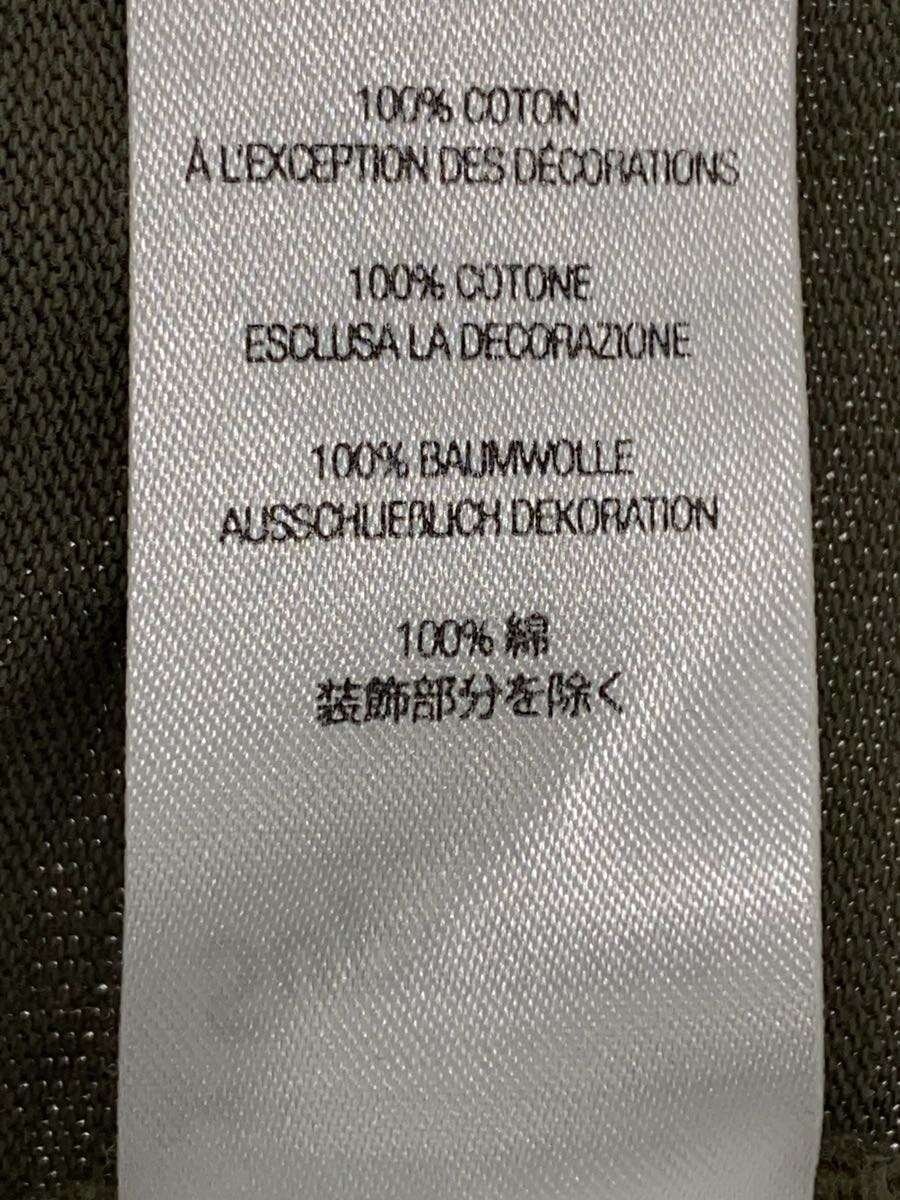 100% COTON
À L'EXCEPTION DES DÉCORATIONS
100% COTONE
ESCLUSA LA DECORAZIONE
100% BAUMWOLLE
AUSSCHLIEßLICH DEKORATION
100% 綿
装飾部分を除く